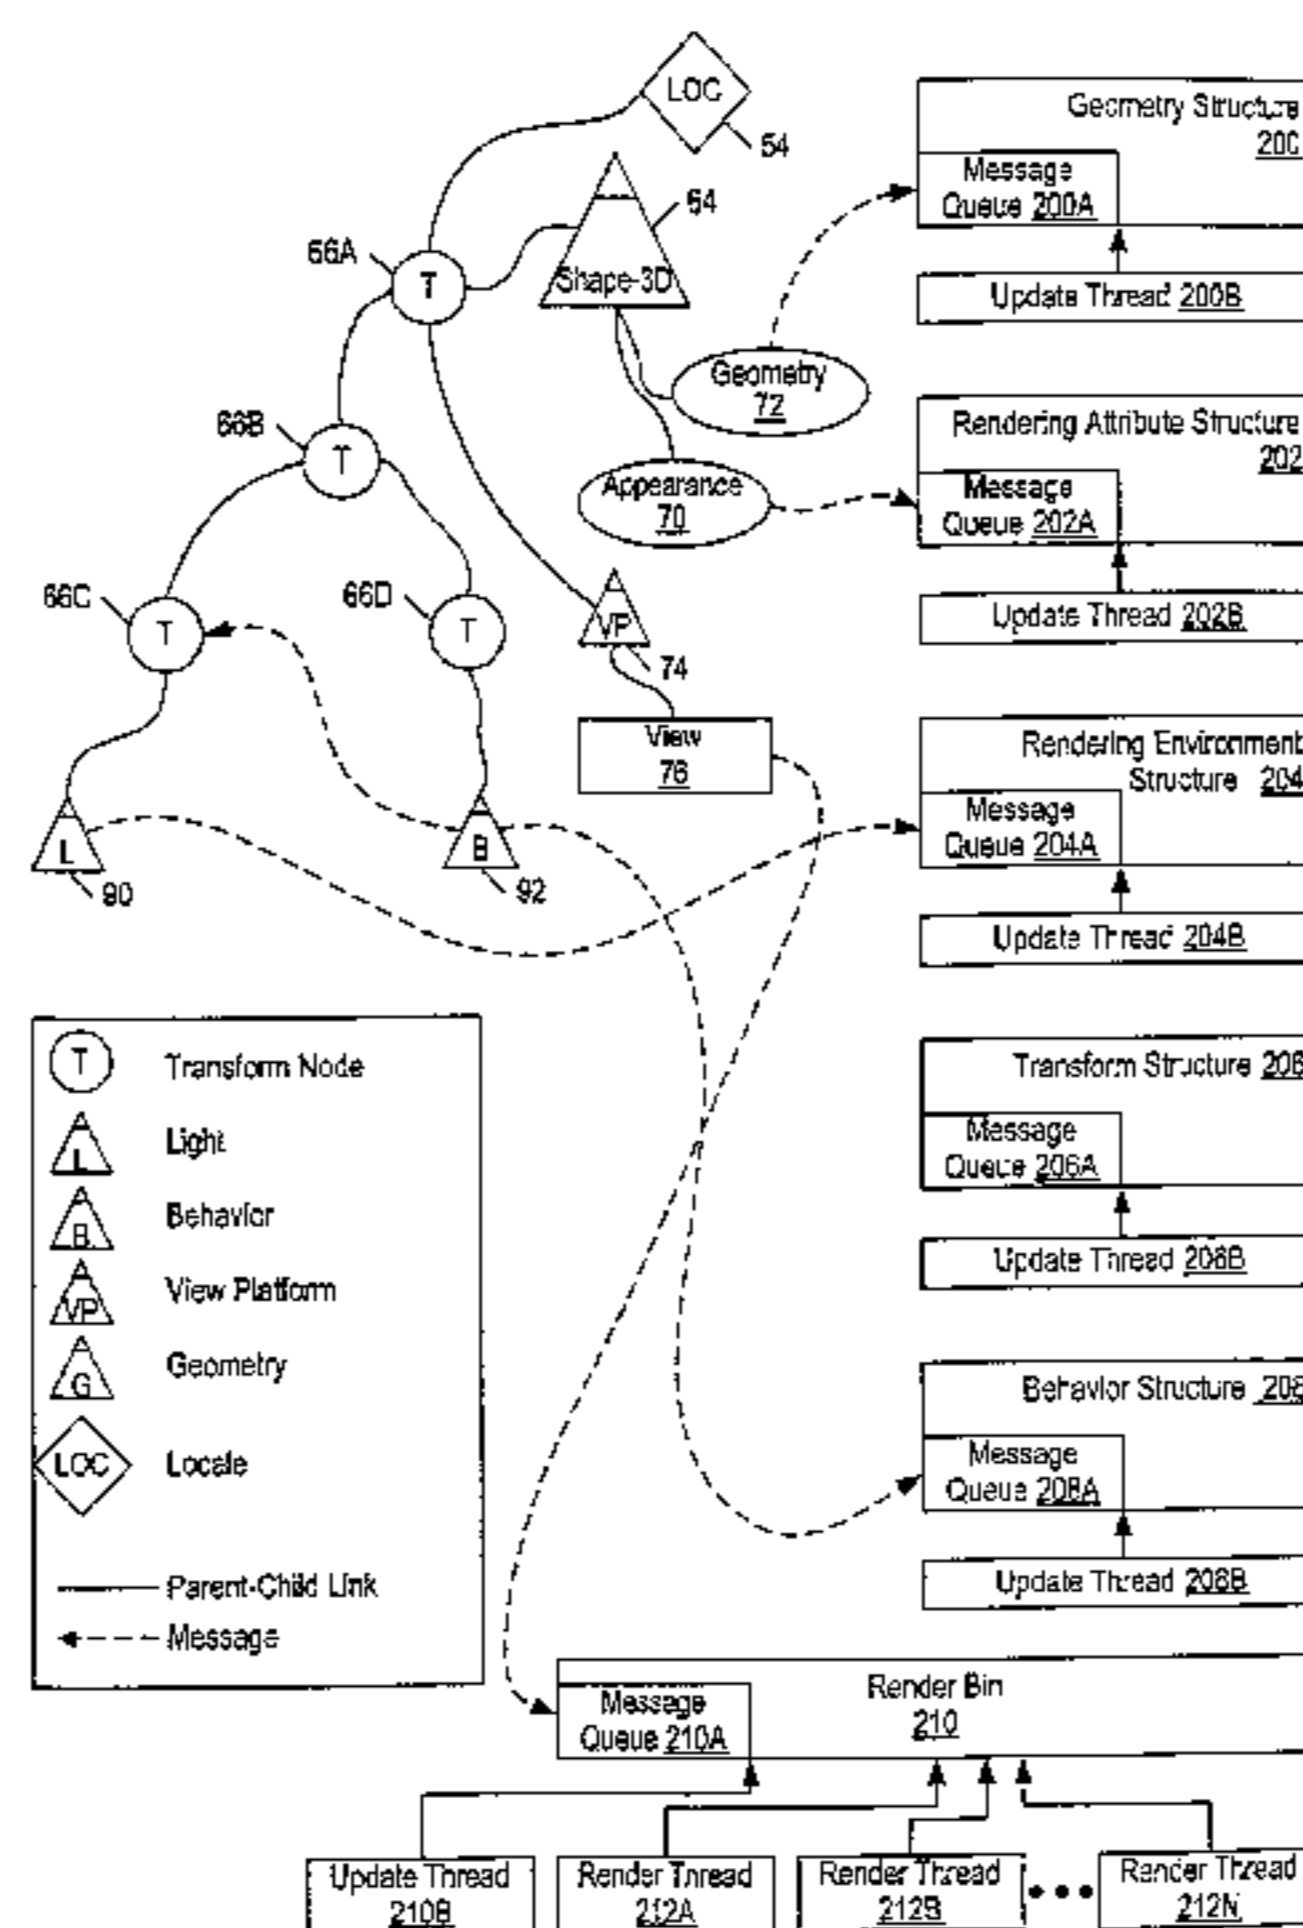 LOC
54
64
Shape-3D
66A
T
Geometry
72
66B
T
Appearance
70
66C
T
66D
T
VP
74
View
76
L
90
B
92
Geometry Structure
200
Message
Queue 200A
Update Thread 200B
Rendering Attribute Structure
202
Message
Queue 202A
Update Thread 202B
Rendering Environment
Structure 204
Message
Queue 204A
Update Thread 204B
Transform Structure 206
Message
Queue 206A
Update Thread 206B
Behavior Structure 208
Message
Queue 208A
Update Thread 208B
T Transform Node
L Light
B Behavior
VP View Platform
G Geometry
LOC Locale
Parent-Child Link
Message
Render Bin
210
Message
Queue 210A
Update Thread
210B
Render Thread
212A
Render Thread
212B
Render Thread
212N